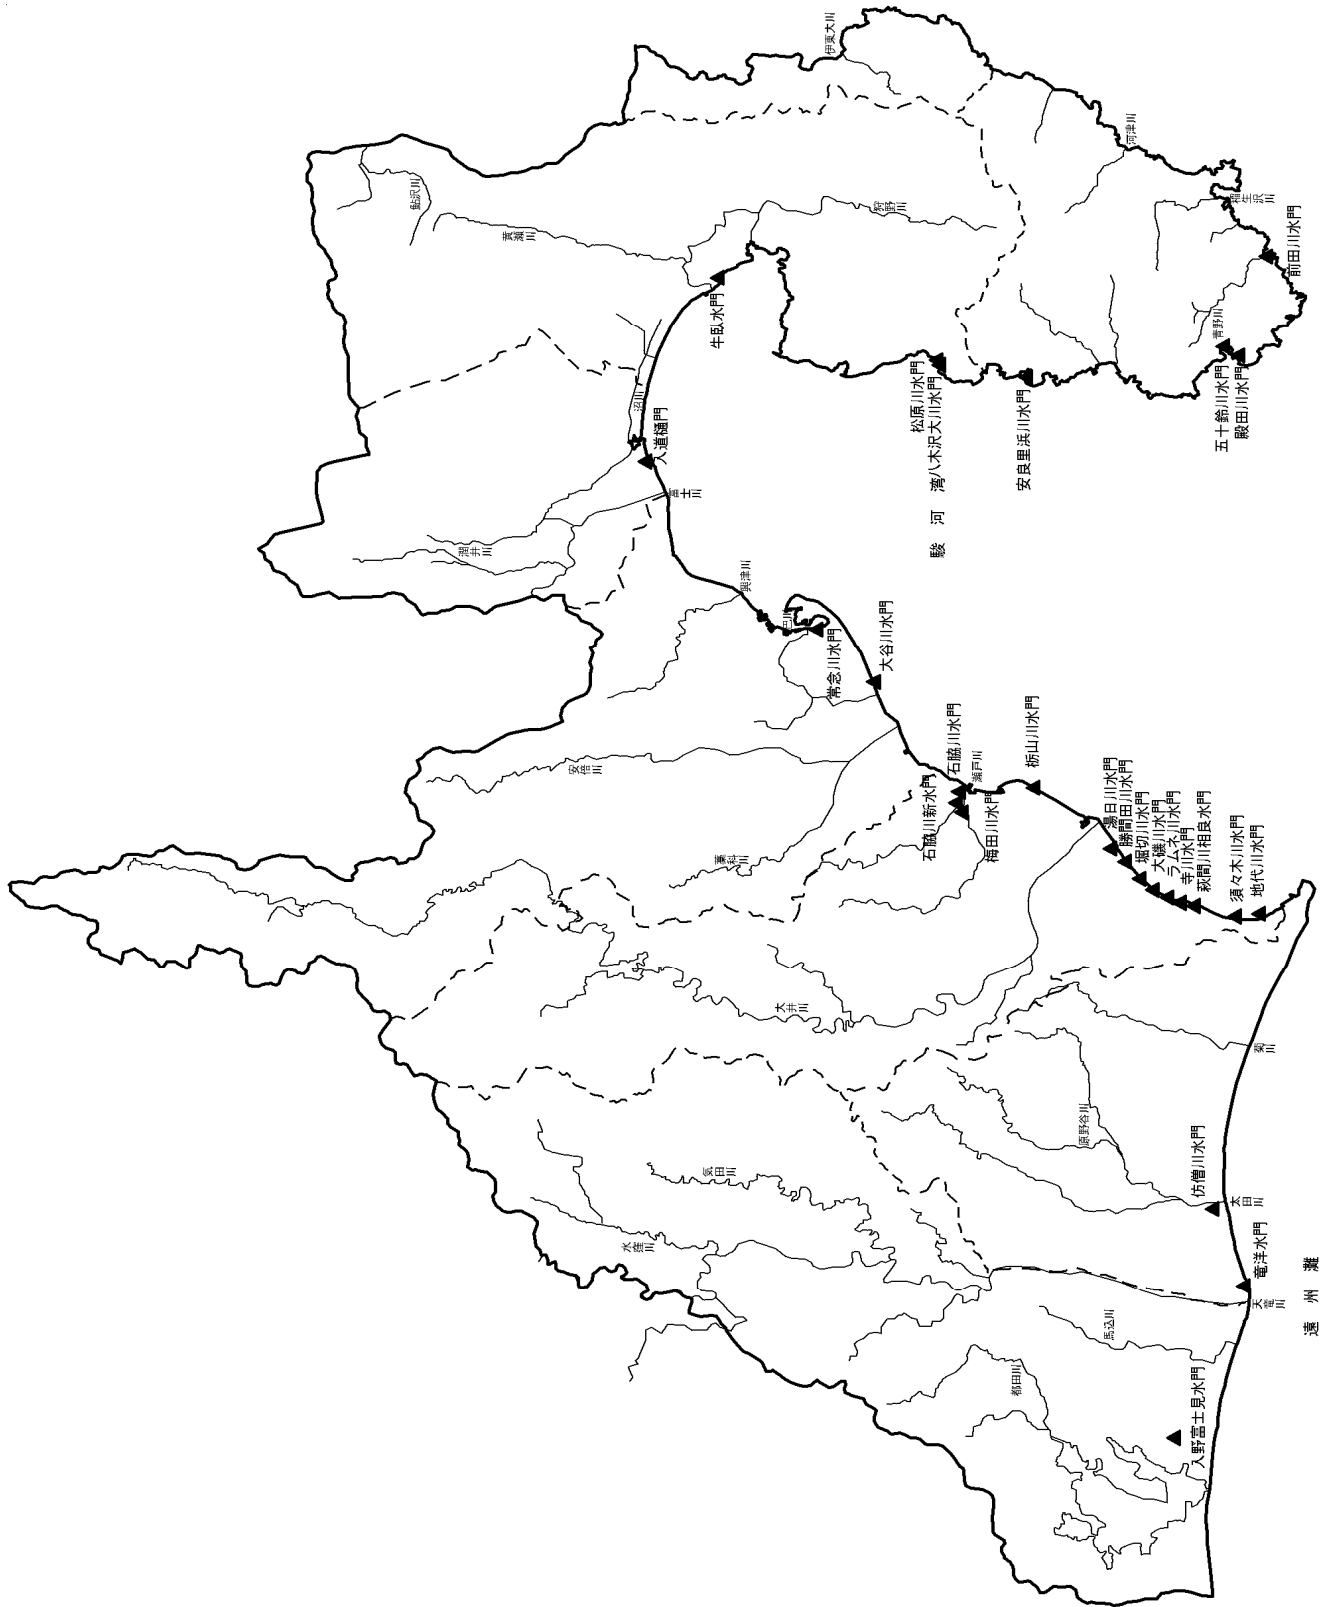 伊東大川
河津川
稲生沢川
鮎沢川
黄瀬川
狩野川
前田川水門
青野川
牛臥水門
五十鈴川水門
殿田川水門
松原川水門
八木沢大川水門
安良里浜川水門
沼川
入道樋門
富士川
潤井川
駿河湾
興津川
巴川
常念川水門
大谷川水門
安倍川
藁科川
石脇川水門
瀬戸川
石脇川新水門
梅田川水門
栃山川水門
湯日川水門
勝間田川水門
堀切川水門
大磯川水門
ラムネ川水門
寺川水門
萩間川相良水門
須々木川水門
地代川水門
大井川
菊川
原野谷川
気田川
水窪川
仿僧川水門
太田川
竜洋水門
天竜川
遠州灘
馬込川
都田川
入野富士見水門